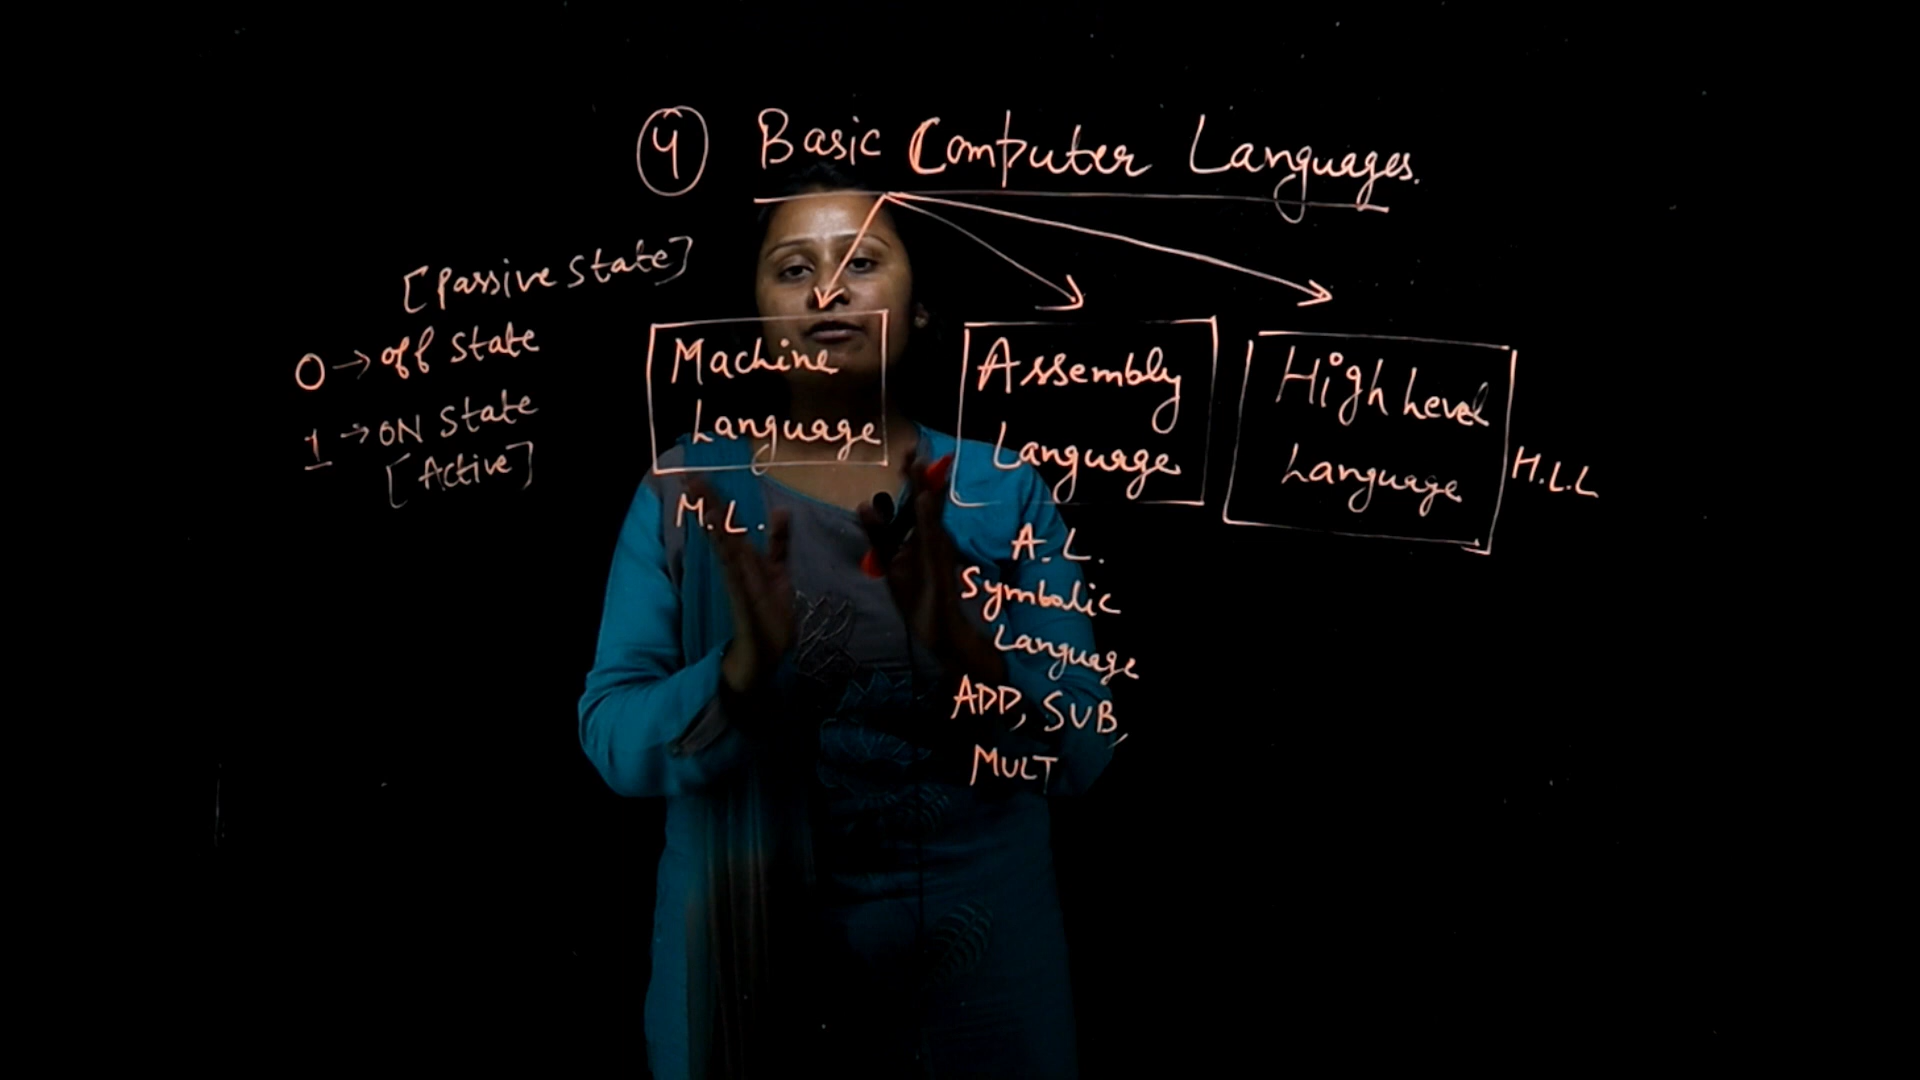 4 Basic Computer Languages.
[Passive State]
0 → off State
1 → ON State
[Active]
Machine
Language
M.L.
Assembly
Language
A.L.
Symbolic
Language
ADD, SUB,
MULT
High Level
Language
H.L.L